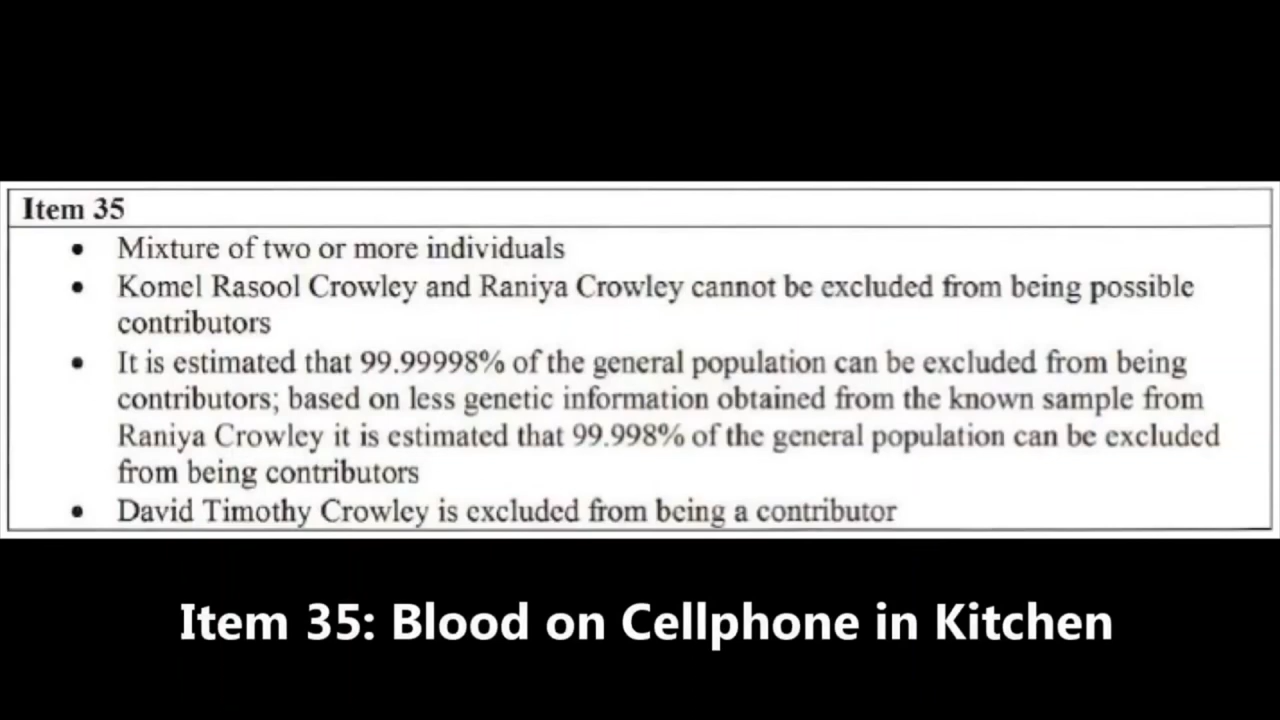 Item 35
• Mixture of two or more individuals
• Komel Rasool Crowley and Raniya Crowley cannot be excluded from being possible
contributors
• It is estimated that 99.99998% of the general population can be excluded from being
contributors; based on less genetic information obtained from the known sample from
Raniya Crowley it is estimated that 99.998% of the general population can be excluded
from being contributors
• David Timothy Crowley is excluded from being a contributor
Item 35: Blood on Cellphone in Kitchen